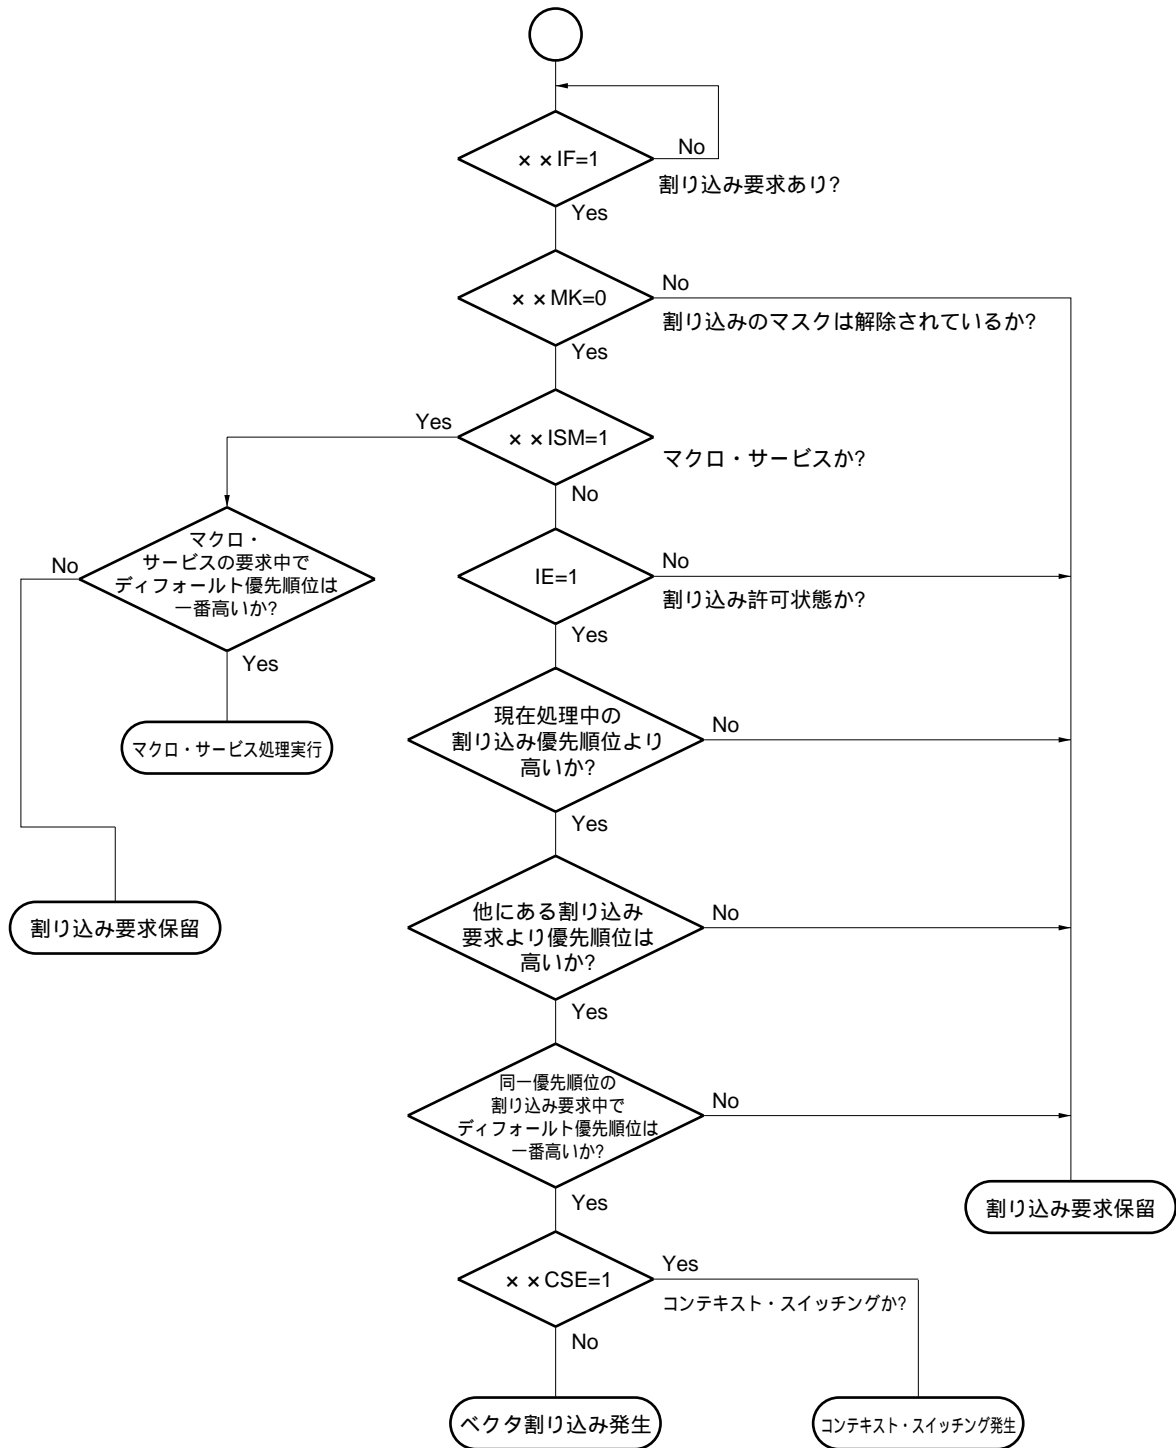 ××IF=1
No
割り込み要求あり?
Yes
××MK=0
No
割り込みのマスクは解除されているか?
Yes
Yes
××ISM=1
マクロ・サービスか?
No
マクロ・
サービスの要求中で
ディフォールト優先順位は
一番高いか?
No
Yes
IE=1
No
割り込み許可状態か?
Yes
マクロ・サービス処理実行
現在処理中の
割り込み優先順位より
高いか?
No
Yes
割り込み要求保留
他にある割り込み
要求より優先順位は
高いか?
No
Yes
同一優先順位の
割り込み要求中で
ディフォールト優先順位は
一番高いか?
No
Yes
割り込み要求保留
××CSE=1
Yes
コンテキスト・スイッチングか?
No
ベクタ割り込み発生
コンテキスト・スイッチング発生